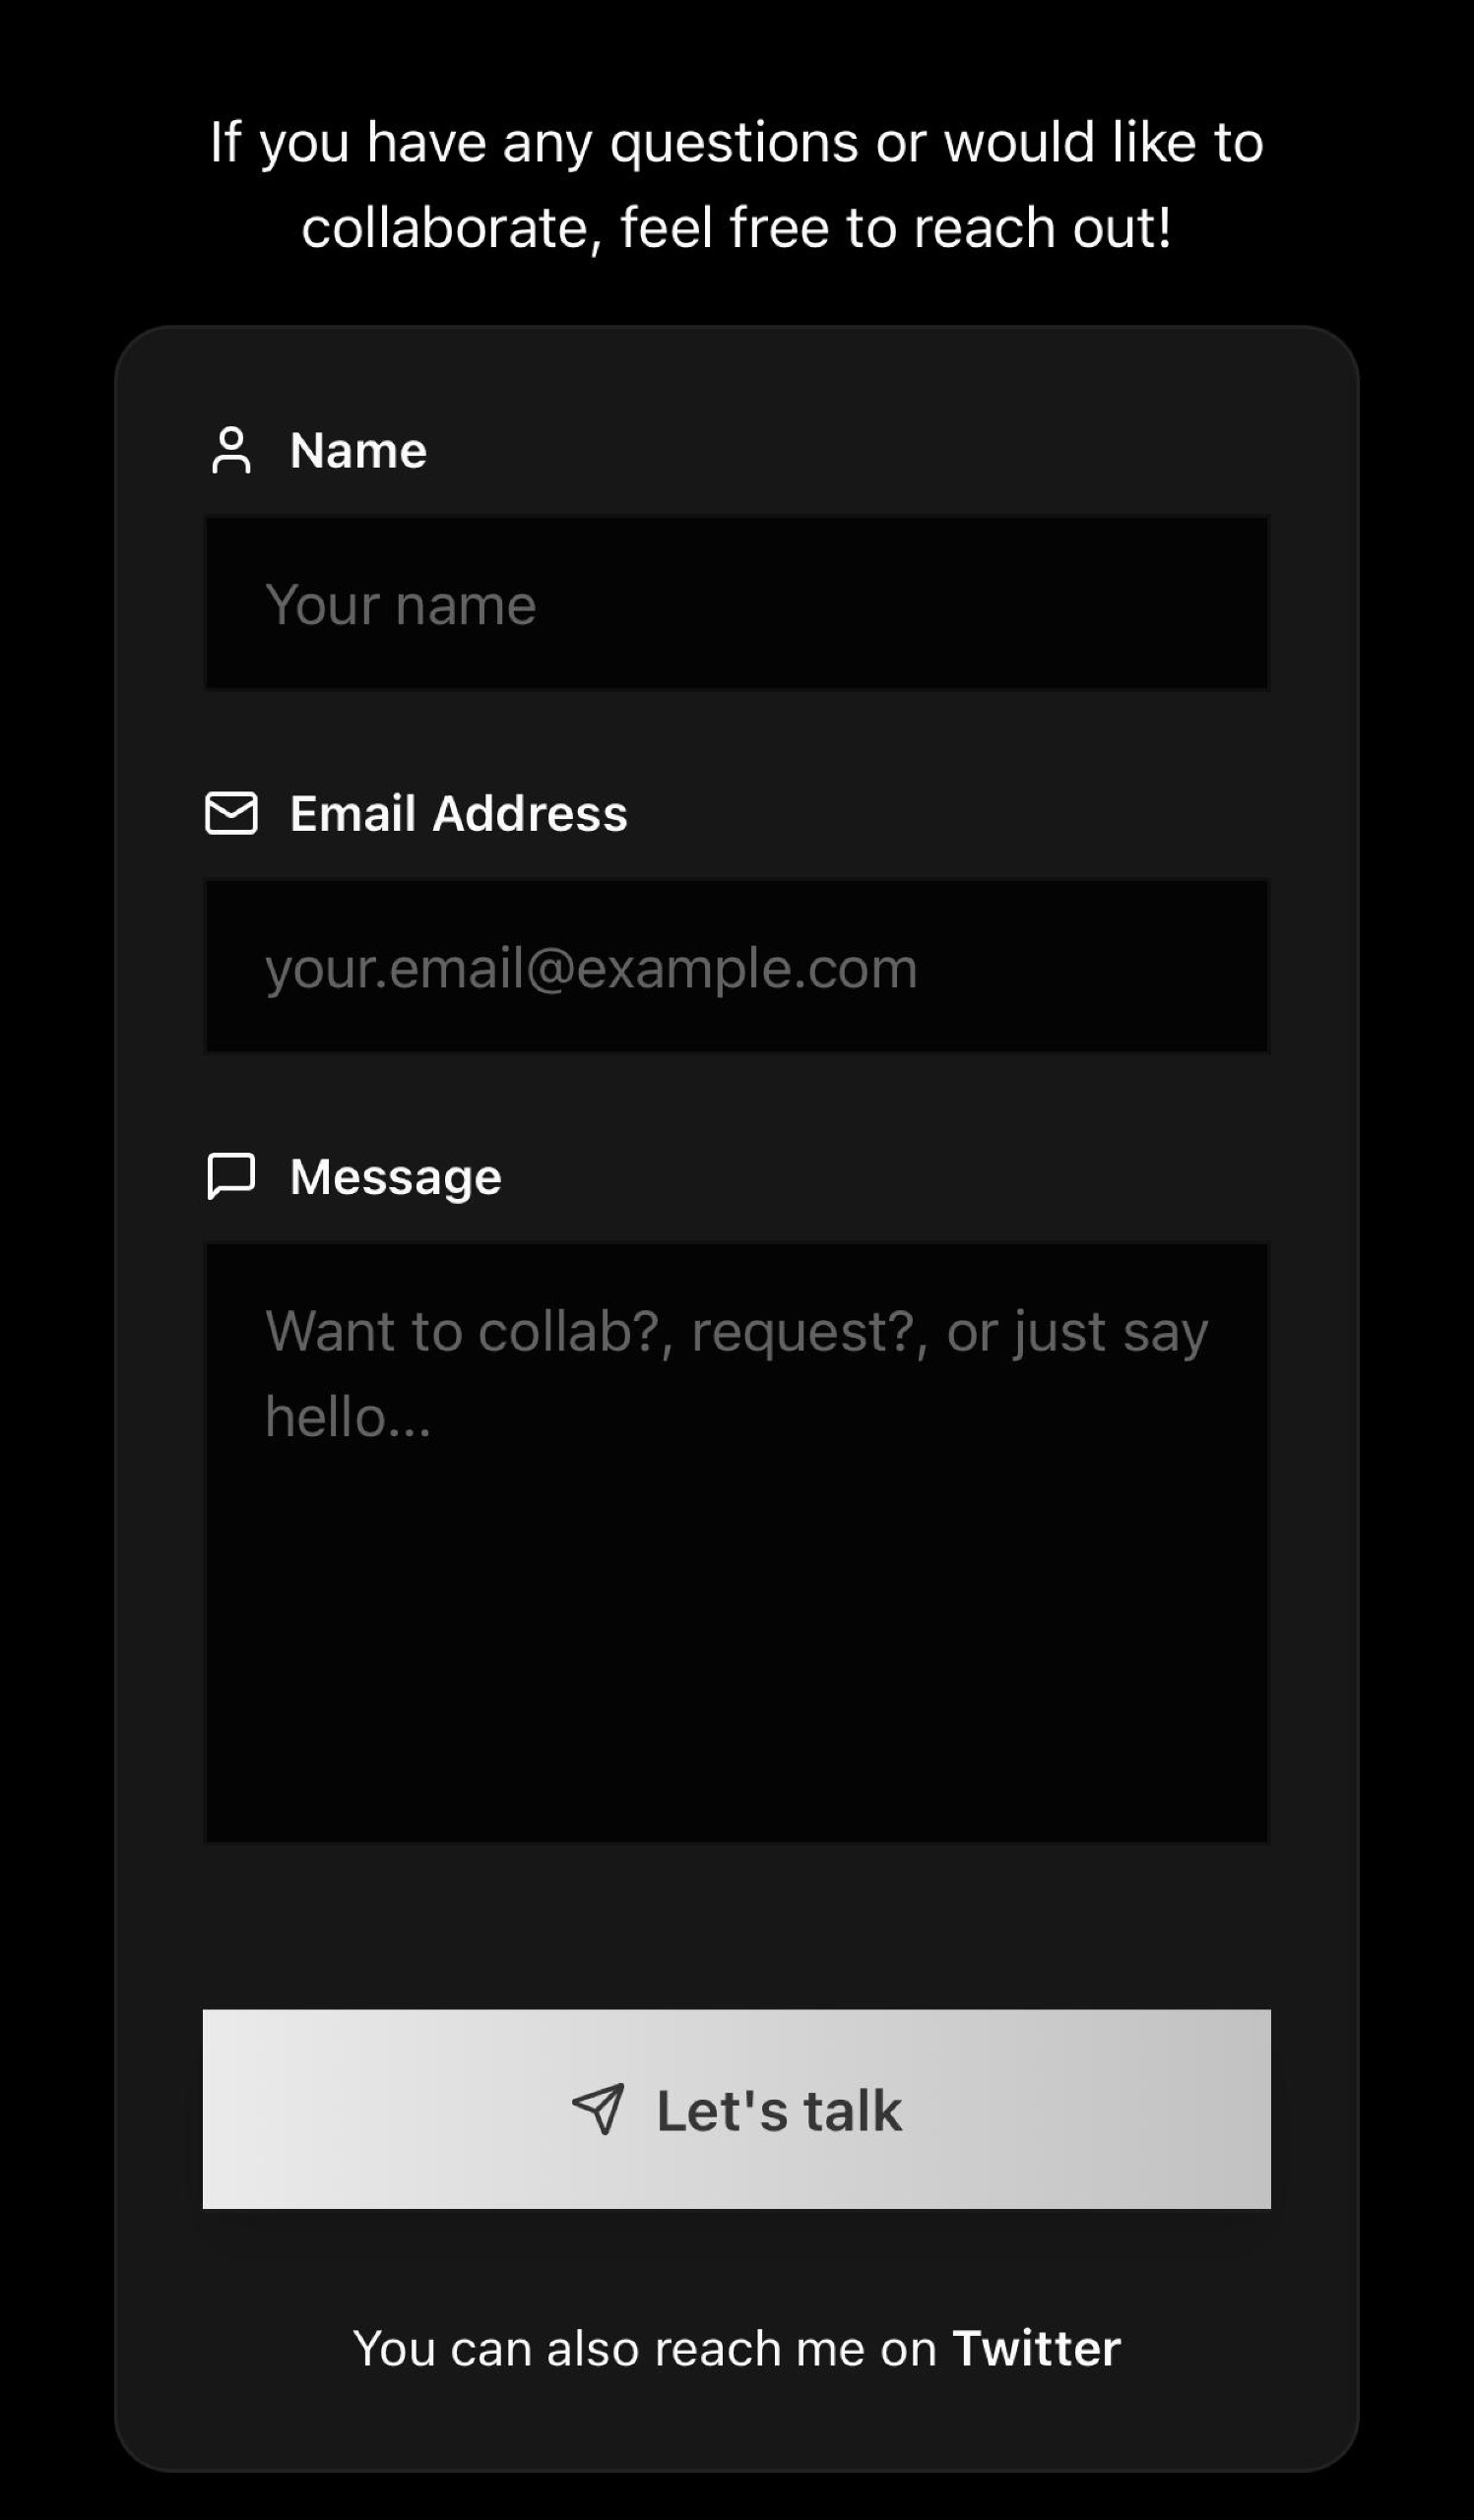 If you have any questions or would like to
collaborate, feel free to reach out!
Name
Your name
Email Address
your.email@example.com
Message
Want to collab?, request?, or just say
hello...
Let's talk
You can also reach me on Twitter